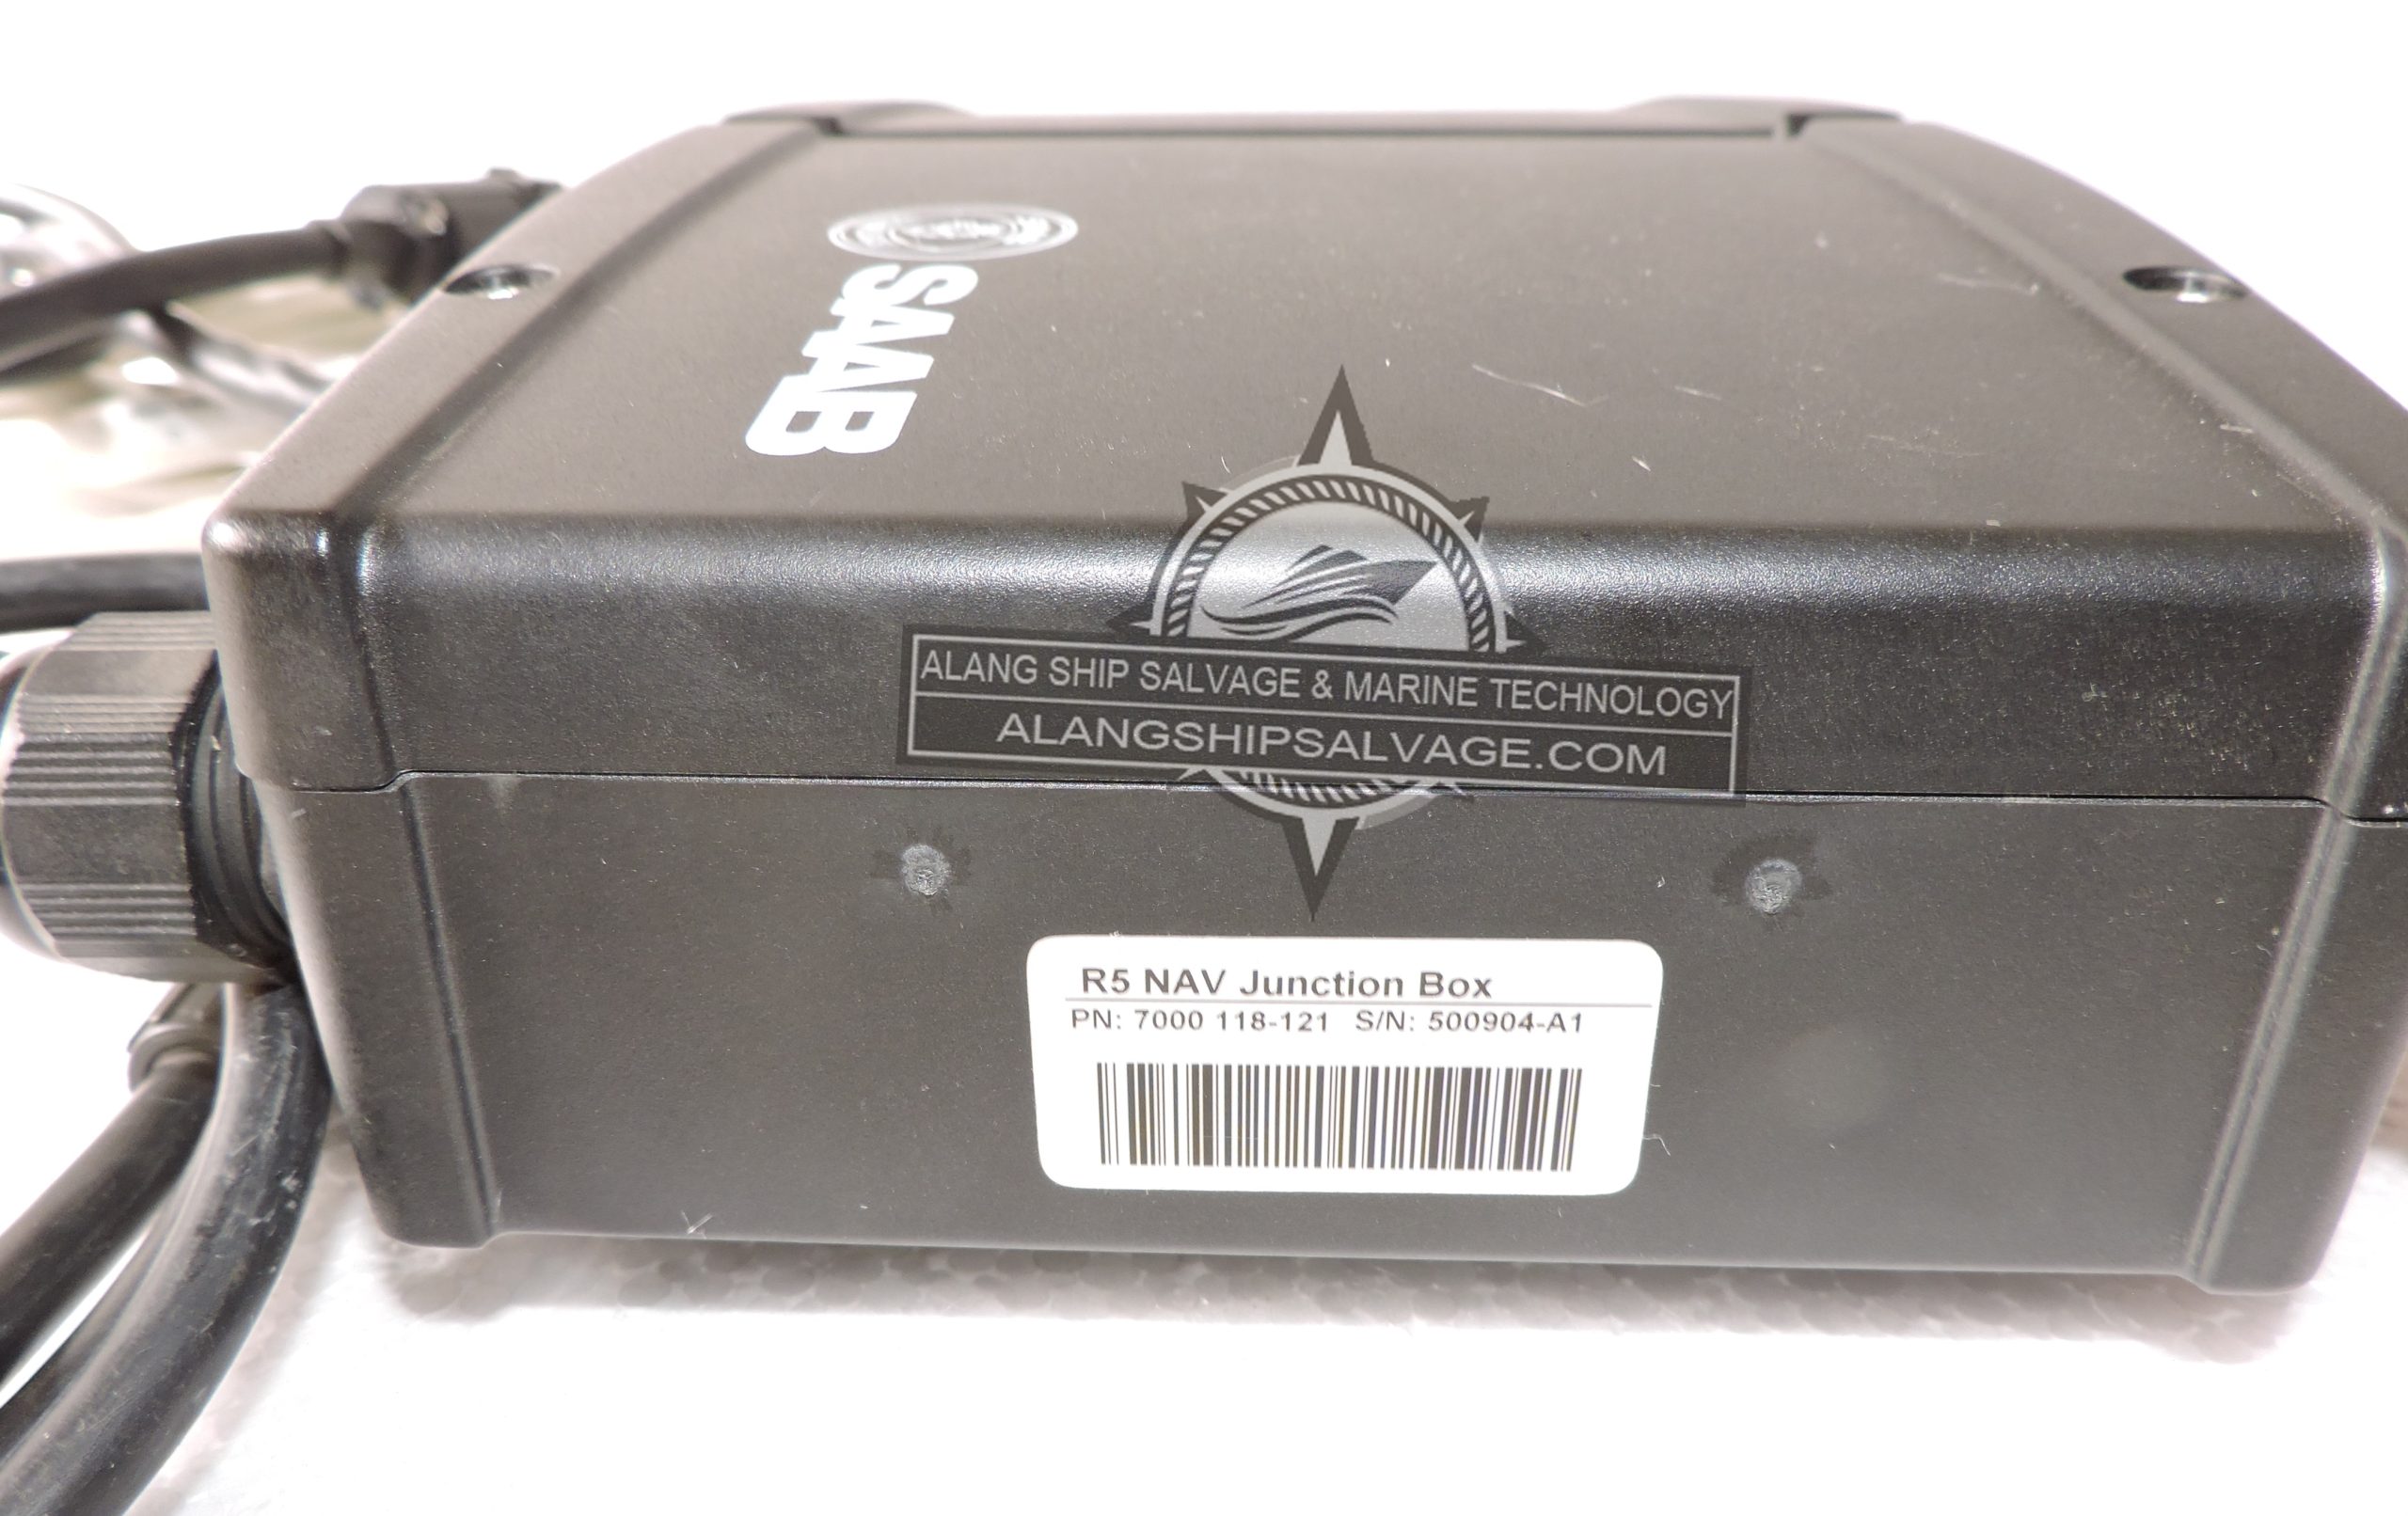 SAAB
ALANG SHIP SALVAGE & MARINE TECHNOLOGY
ALANGSHIPSALVAGE.COM
R5 NAV Junction Box
PN: 7000 118-121 S/N: 500904-A1